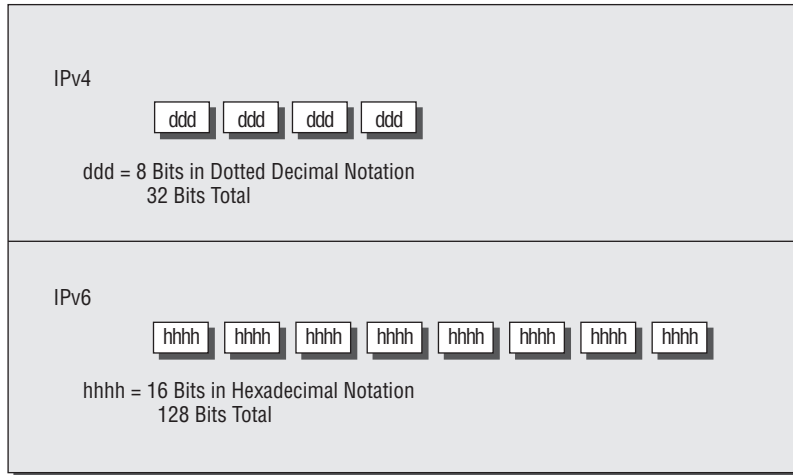 IPv4
ddd ddd ddd ddd
ddd = 8 Bits in Dotted Decimal Notation
32 Bits Total
IPv6
hhhh hhhh hhhh hhhh hhhh hhhh hhhh hhhh
hhhh = 16 Bits in Hexadecimal Notation
128 Bits Total